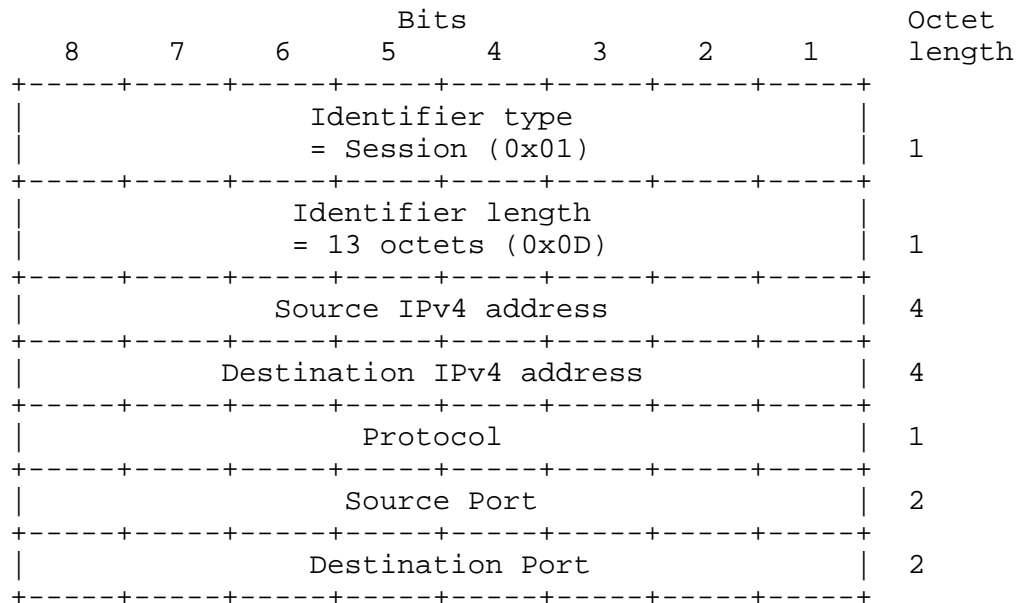 Bits                          Octet
   8     7     6     5     4     3     2     1      length
+-----+-----+-----+-----+-----+-----+-----+-----+
|                Identifier type                |
|                = Session (0x01)               |   1
+-----+-----+-----+-----+-----+-----+-----+-----+
|               Identifier length               |
|               = 13 octets (0x0D)              |   1
+-----+-----+-----+-----+-----+-----+-----+-----+
|              Source IPv4 address              |   4
+-----+-----+-----+-----+-----+-----+-----+-----+
|           Destination IPv4 address            |   4
+-----+-----+-----+-----+-----+-----+-----+-----+
|                   Protocol                    |   1
+-----+-----+-----+-----+-----+-----+-----+-----+
|                  Source Port                  |   2
+-----+-----+-----+-----+-----+-----+-----+-----+
|                Destination Port               |   2
+-----+-----+-----+-----+-----+-----+-----+-----+